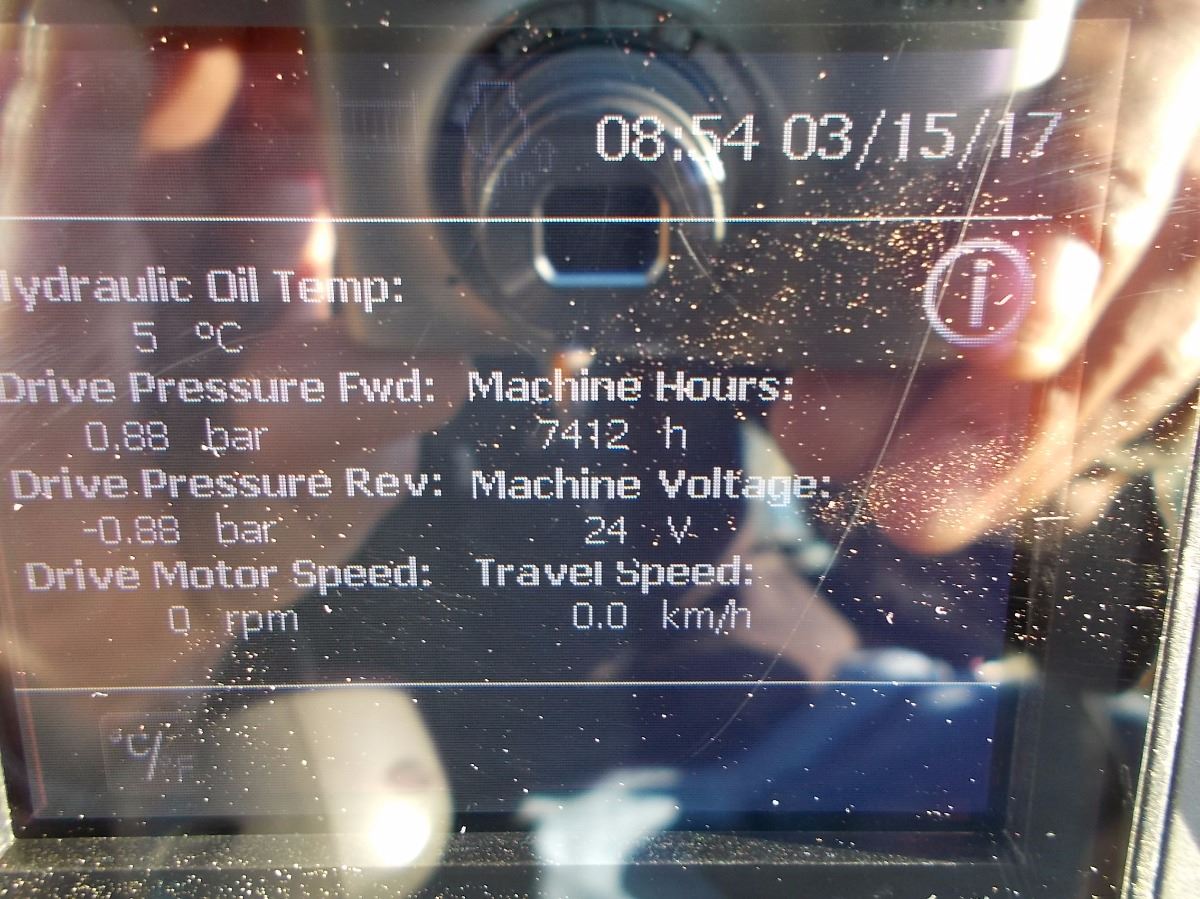 08:54 03/15/17
Hydraulic Oil Temp:
5 °C
Drive Pressure Fwd: Machine Hours:
0.88 bar 7412 h
Drive Pressure Rev: Machine Voltage:
-0.88 bar 24 V
Drive Motor Speed: Travel Speed:
0 rpm 0.0 km/h
°C/°F